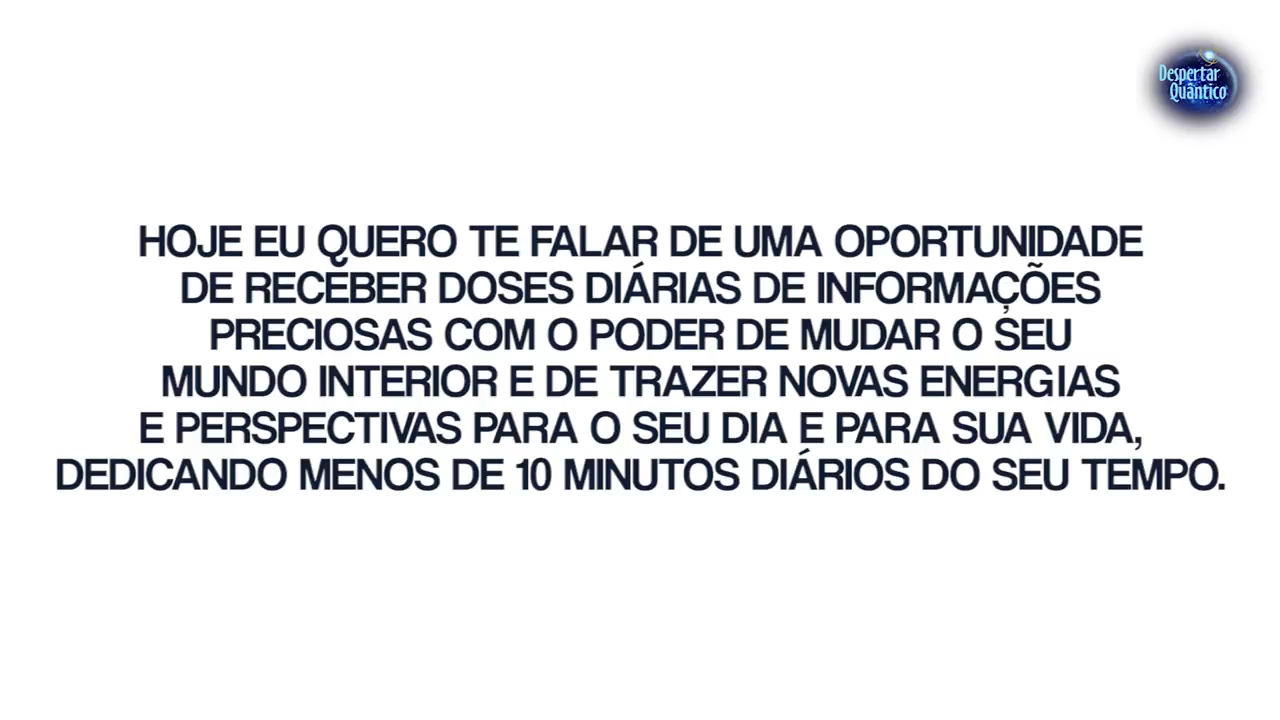 Despertar
Quântico
HOJE EU QUERO TE FALAR DE UMA OPORTUNIDADE
DE RECEBER DOSES DIÁRIAS DE INFORMAÇÕES
PRECIOSAS COM O PODER DE MUDAR O SEU
MUNDO INTERIOR E DE TRAZER NOVAS ENERGIAS
E PERSPECTIVAS PARA O SEU DIA E PARA SUA VIDA,
DEDICANDO MENOS DE 10 MINUTOS DIÁRIOS DO SEU TEMPO.